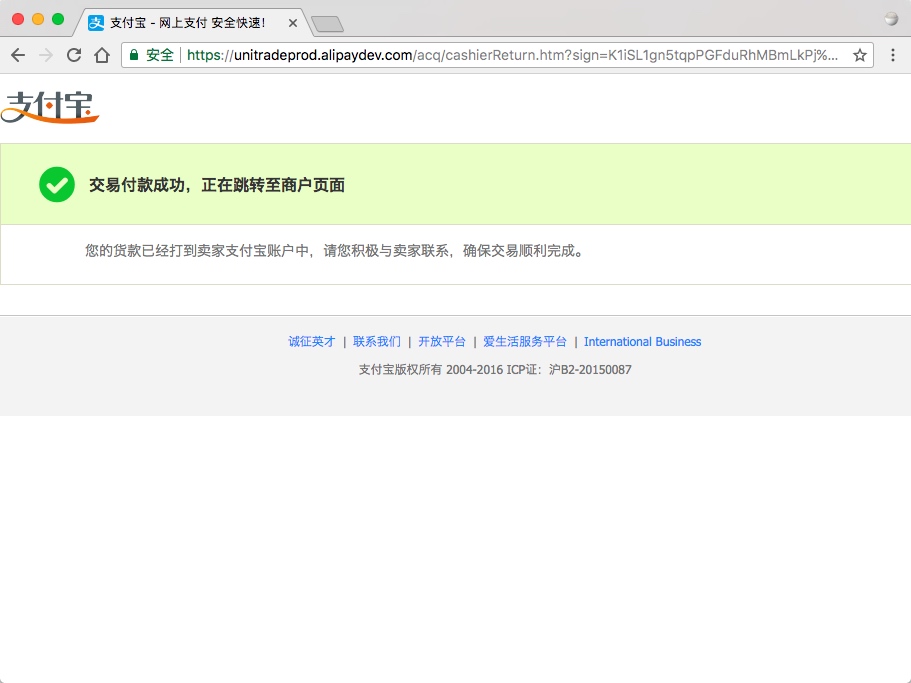 支付宝 - 网上支付 安全快速!
安全 https://unitradeprod.alipaydev.com/acq/cashierReturn.htm?sign=K1iSL1gn5tqpPGFduRhMBmLkPj%...
支付宝
交易付款成功，正在跳转至商户页面
您的货款已经打到卖家支付宝账户中，请您积极与卖家联系，确保交易顺利完成。
诚征英才 | 联系我们 | 开放平台 | 爱生活服务平台 | International Business
支付宝版权所有 2004-2016 ICP证：沪B2-20150087